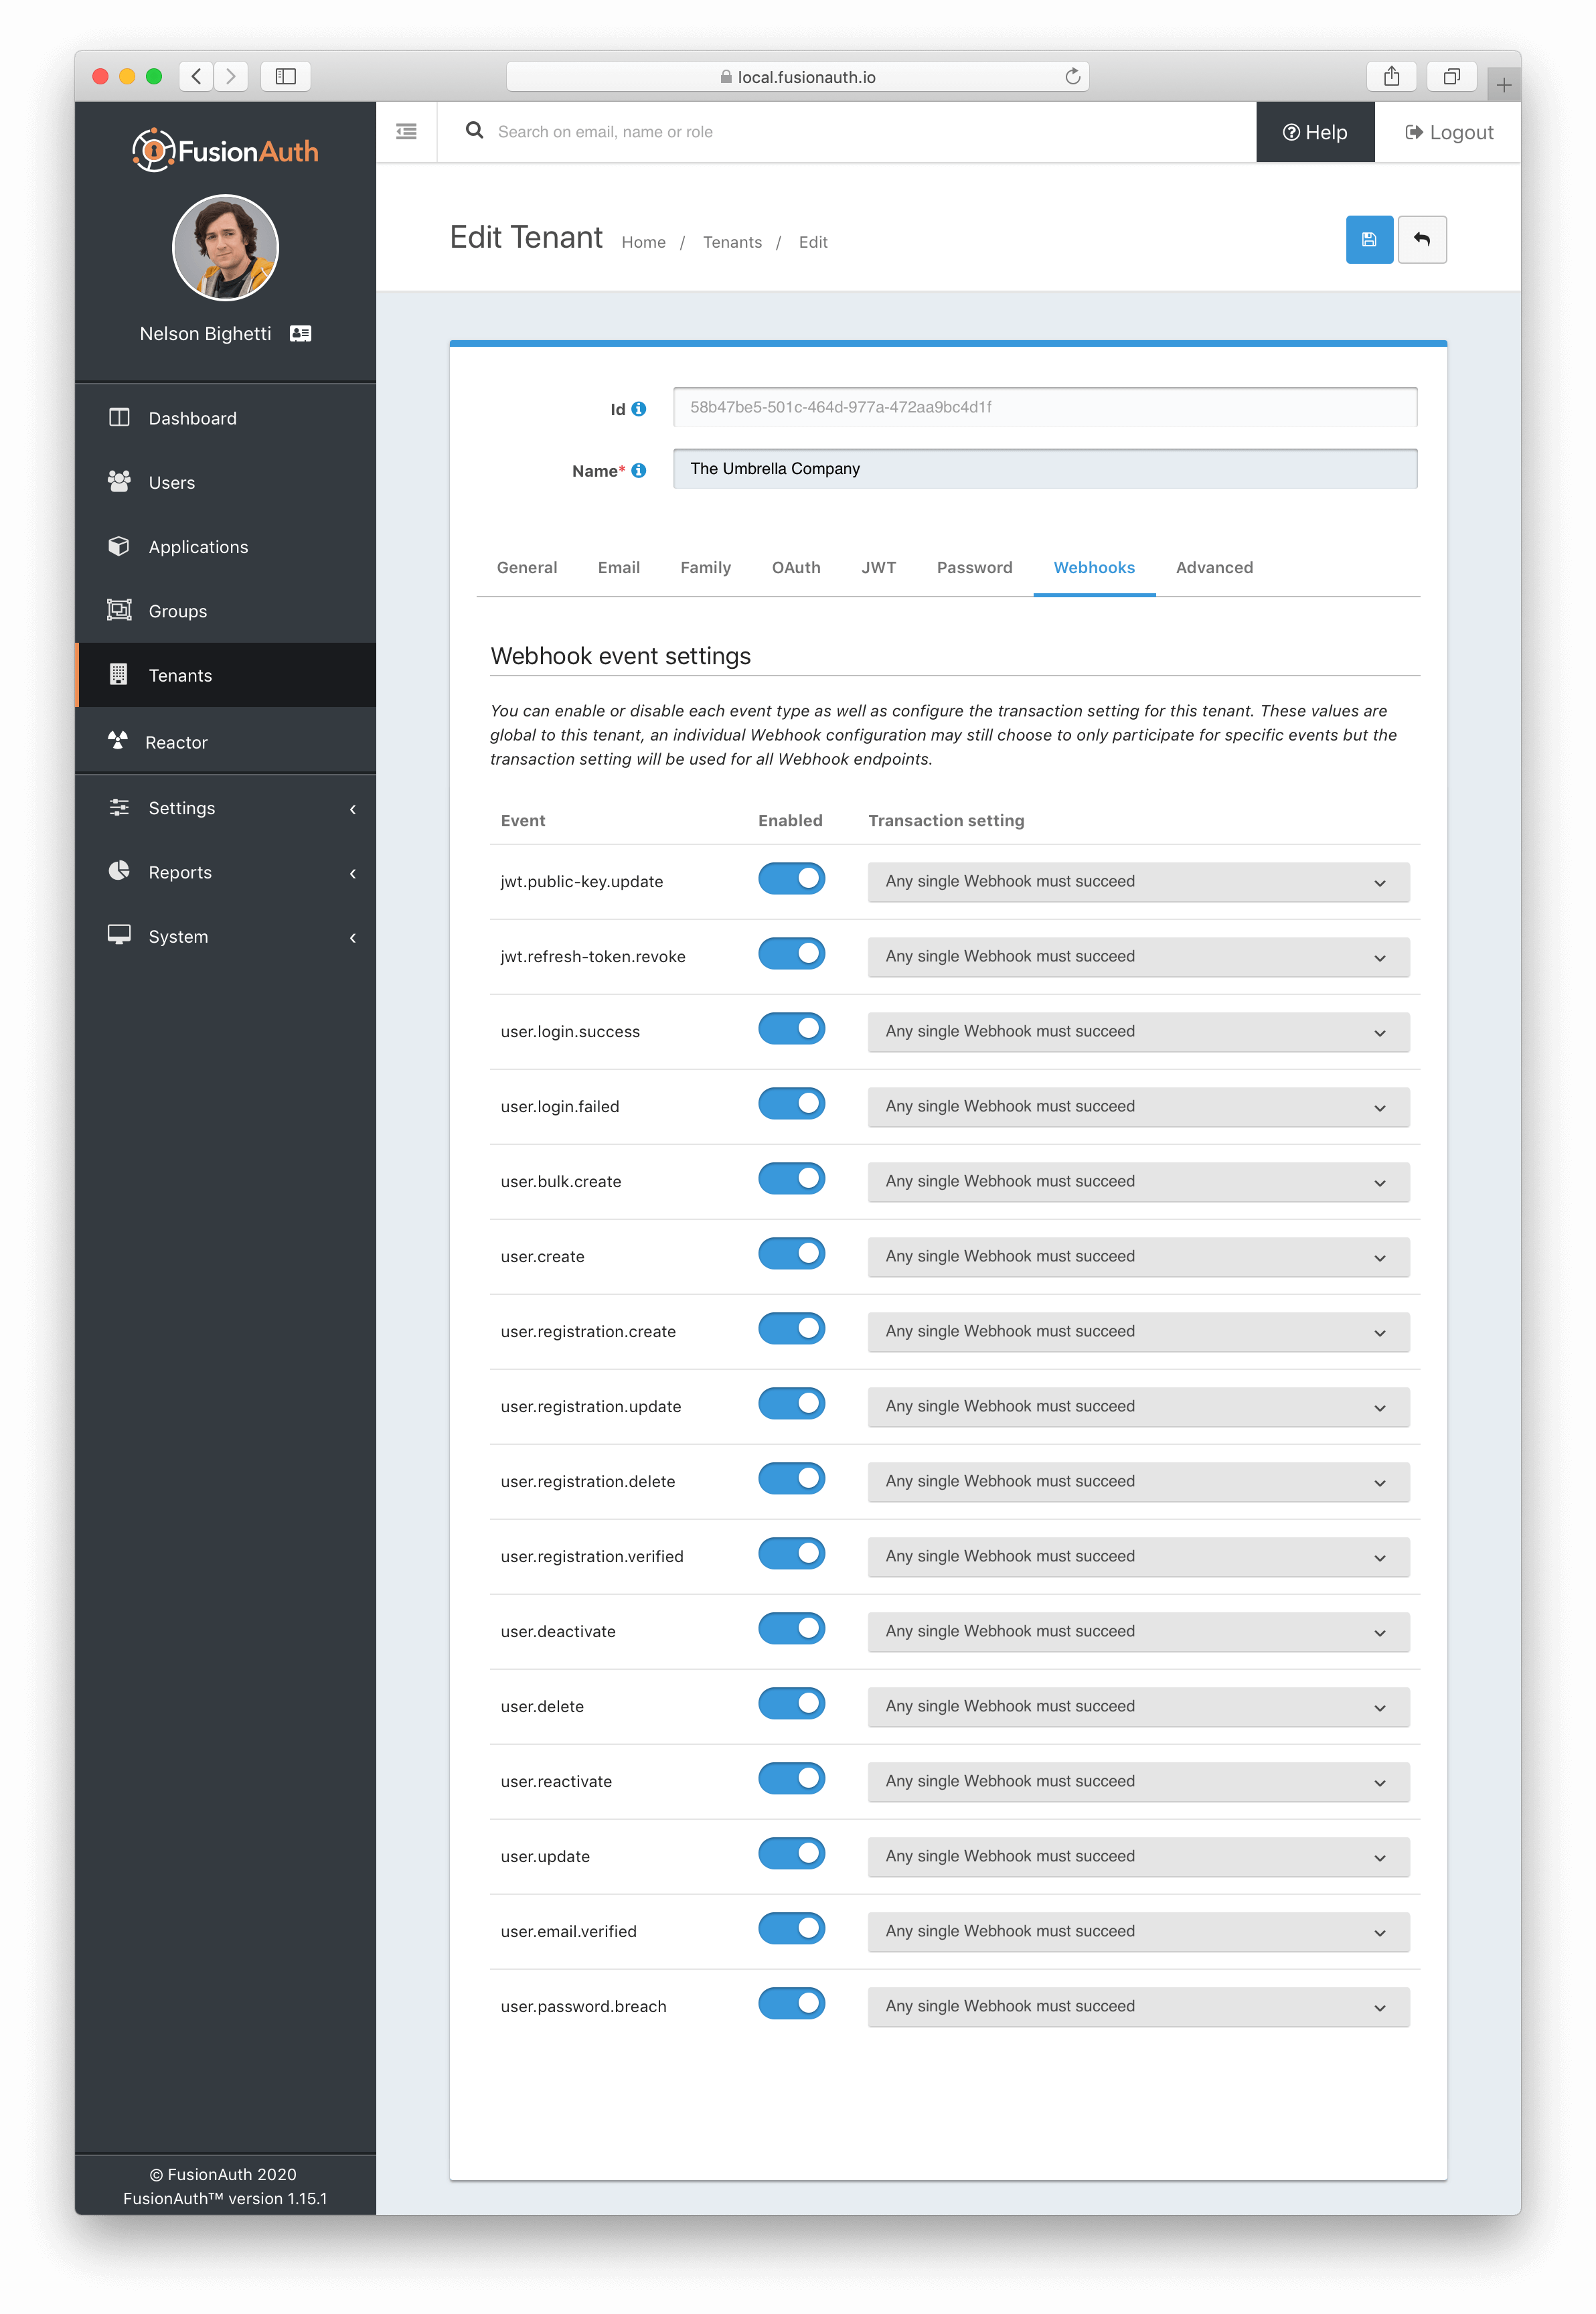 local.fusionauth.io
FusionAuth
Search on email, name or role
Help
Logout
Nelson Bighetti
Dashboard
Users
Applications
Groups
Tenants
Reactor
Settings
Reports
System
© FusionAuth 2020
FusionAuth™ version 1.15.1
Edit Tenant Home / Tenants / Edit
Id 58b47be5-501c-464d-977a-472aa9bc4d1f
Name* The Umbrella Company
General Email Family OAuth JWT Password Webhooks Advanced
Webhook event settings
You can enable or disable each event type as well as configure the transaction setting for this tenant. These values are
global to this tenant, an individual Webhook configuration may still choose to only participate for specific events but the
transaction setting will be used for all Webhook endpoints.
Event Enabled Transaction setting
jwt.public-key.update Any single Webhook must succeed
jwt.refresh-token.revoke Any single Webhook must succeed
user.login.success Any single Webhook must succeed
user.login.failed Any single Webhook must succeed
user.bulk.create Any single Webhook must succeed
user.create Any single Webhook must succeed
user.registration.create Any single Webhook must succeed
user.registration.update Any single Webhook must succeed
user.registration.delete Any single Webhook must succeed
user.registration.verified Any single Webhook must succeed
user.deactivate Any single Webhook must succeed
user.delete Any single Webhook must succeed
user.reactivate Any single Webhook must succeed
user.update Any single Webhook must succeed
user.email.verified Any single Webhook must succeed
user.password.breach Any single Webhook must succeed